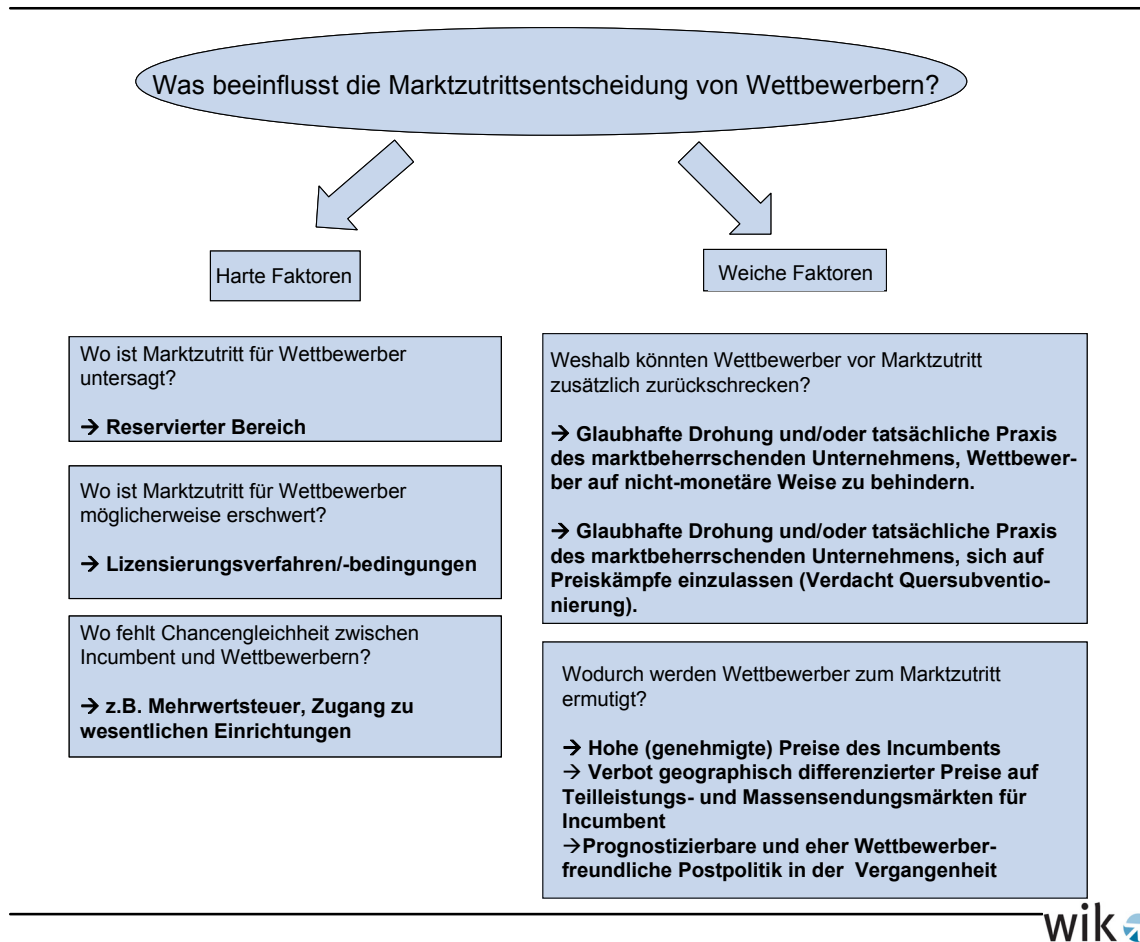 Was beeinflusst die Marktzutrittsentscheidung von Wettbewerbern?
Harte Faktoren
Wo ist Marktzutritt für Wettbewerber
untersagt?
→ Reservierter Bereich
Wo ist Marktzutritt für Wettbewerber
möglicherweise erschwert?
→ Lizensierungsverfahren/-bedingungen
Wo fehlt Chancengleichheit zwischen
Incumbent und Wettbewerbern?
→ z.B. Mehrwertsteuer, Zugang zu
wesentlichen Einrichtungen
Weiche Faktoren
Weshalb könnten Wettbewerber vor Marktzutritt
zusätzlich zurückschrecken?
→ Glaubhafte Drohung und/oder tatsächliche Praxis
des marktbeherrschenden Unternehmens, Wettbewer-
ber auf nicht-monetäre Weise zu behindern.
→ Glaubhafte Drohung und/oder tatsächliche Praxis
des marktbeherrschenden Unternehmens, sich auf
Preiskämpfe einzulassen (Verdacht Quersubventio-
nierung).
Wodurch werden Wettbewerber zum Marktzutritt
ermutigt?
→ Hohe (genehmigte) Preise des Incumbents
→ Verbot geographisch differenzierter Preise auf
Teilleistungs- und Massensendungsmärkten für
Incumbent
→Prognostizierbare und eher Wettbewerber-
freundliche Postpolitik in der Vergangenheit
wik